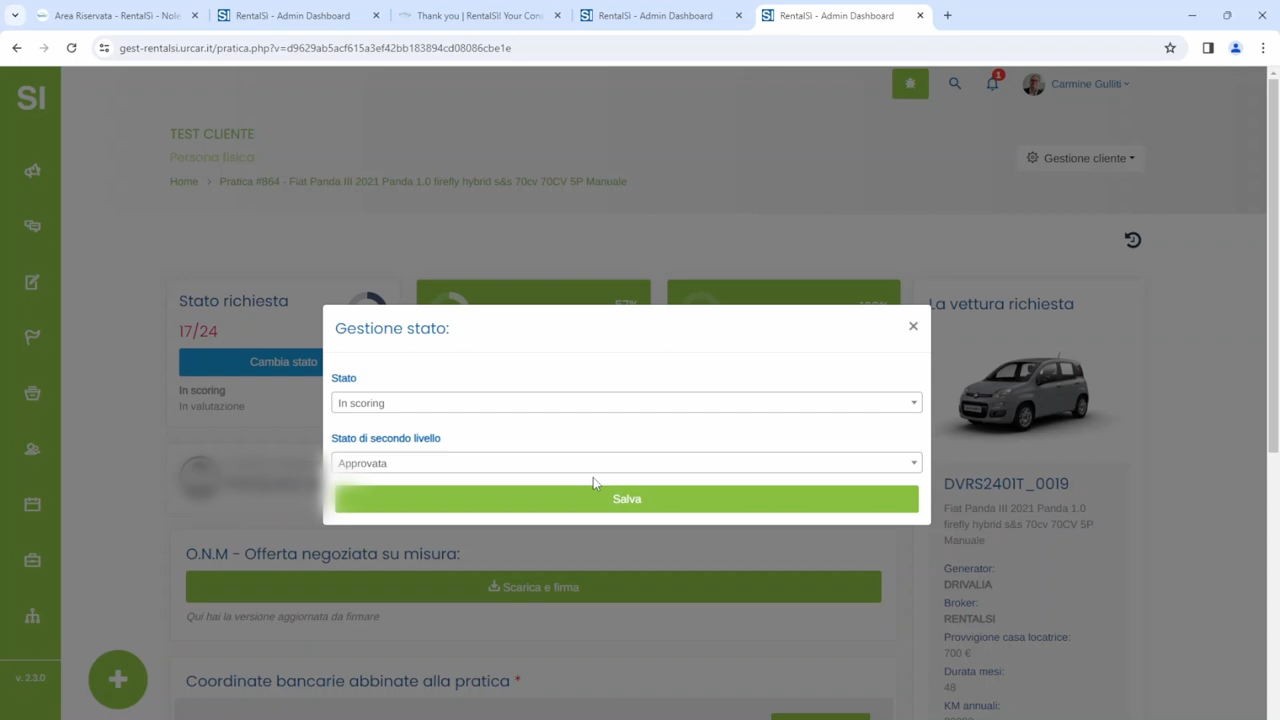 Area Riservata - RentalSì - Nole
RentalSì - Admin Dashboard
Thank you | RentalSì! Your Con
RentalSì - Admin Dashboard
RentalSì - Admin Dashboard
gest-rentalsi.urcar.it/pratica.php?v=d9629ab5acf615a3ef42bb183894cd08086cbe1e
SI
1
Carmine Gulliti
TEST CLIENTE
Persona fisica
Gestione cliente
Home > Pratica #864 - Fiat Panda III 2021 Panda 1.0 firefly hybrid s&s 70cv 70CV 5P Manuale
Stato richiesta
17/24
Cambia stato
In scoring
In valutazione
57%
100%
La vettura richiesta
Gestione stato:
Stato
In scoring
Stato di secondo livello
Approvata
Salva
O.N.M - Offerta negoziata su misura:
Scarica e firma
Qui hai la versione aggiornata da firmare
Coordinate bancarie abbinate alla pratica *
DVRS2401T_0019
Fiat Panda III 2021 Panda 1.0
firefly hybrid s&s 70cv 70CV 5P
Manuale
Generator:
DRIVALIA
Broker:
RENTALSI
Provvigione casa locatrice:
700 €
Durata mesi:
48
KM annuali:
v. 2.3.0